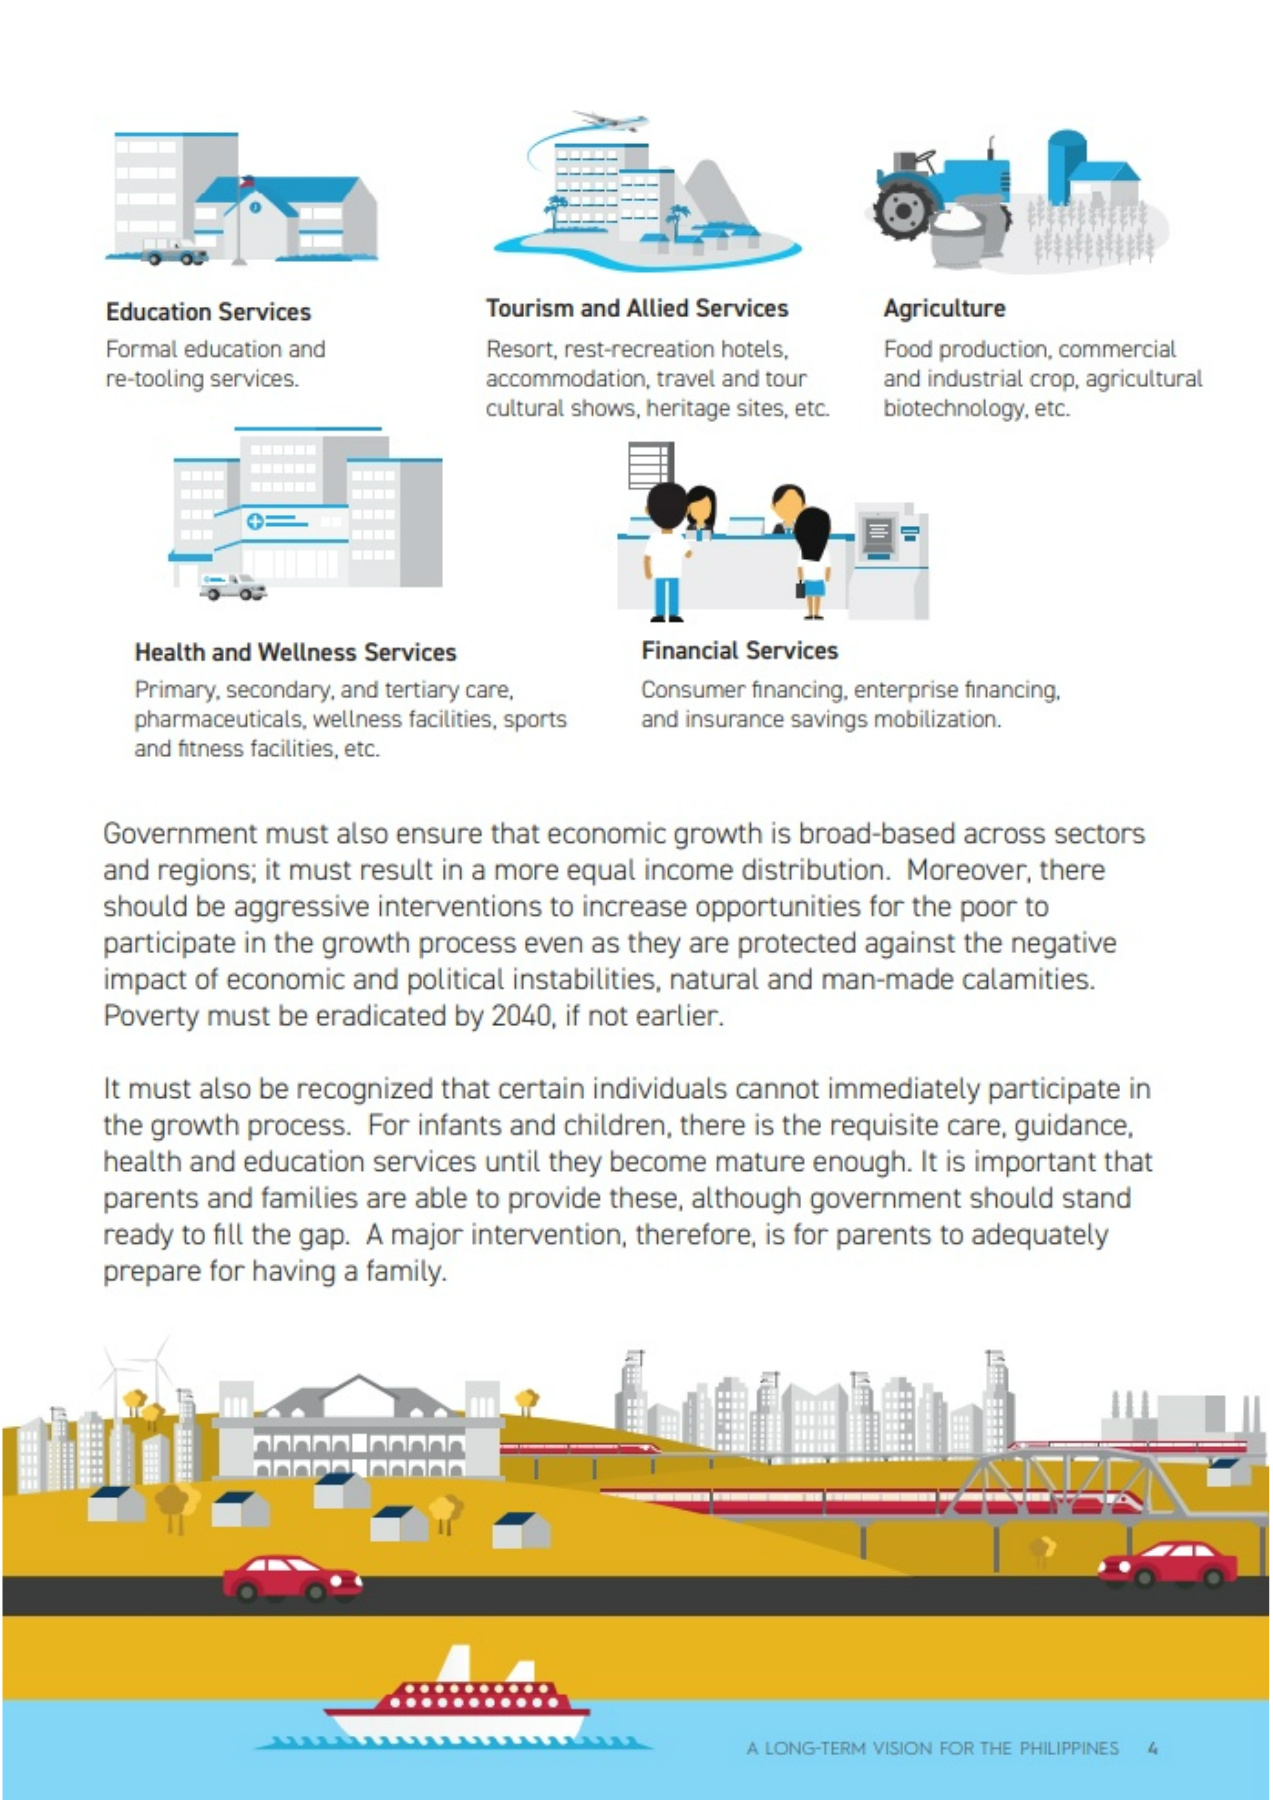 Education Services
Formal education and
re-tooling services.
Tourism and Allied Services
Resort, rest-recreation hotels,
accommodation, travel and tour
cultural shows, heritage sites, etc.
Agriculture
Food production, commercial
and industrial crop, agricultural
biotechnology, etc.
Health and Wellness Services
Primary, secondary, and tertiary care,
pharmaceuticals, wellness facilities, sports
and fitness facilities, etc.
Financial Services
Consumer financing, enterprise financing,
and insurance savings mobilization.
Government must also ensure that economic growth is broad-based across sectors
and regions; it must result in a more equal income distribution. Moreover, there
should be aggressive interventions to increase opportunities for the poor to
participate in the growth process even as they are protected against the negative
impact of economic and political instabilities, natural and man-made calamities.
Poverty must be eradicated by 2040, if not earlier.
It must also be recognized that certain individuals cannot immediately participate in
the growth process. For infants and children, there is the requisite care, guidance,
health and education services until they become mature enough. It is important that
parents and families are able to provide these, although government should stand
ready to fill the gap. A major intervention, therefore, is for parents to adequately
prepare for having a family.
A LONG-TERM VISION FOR THE PHILIPPINES 4